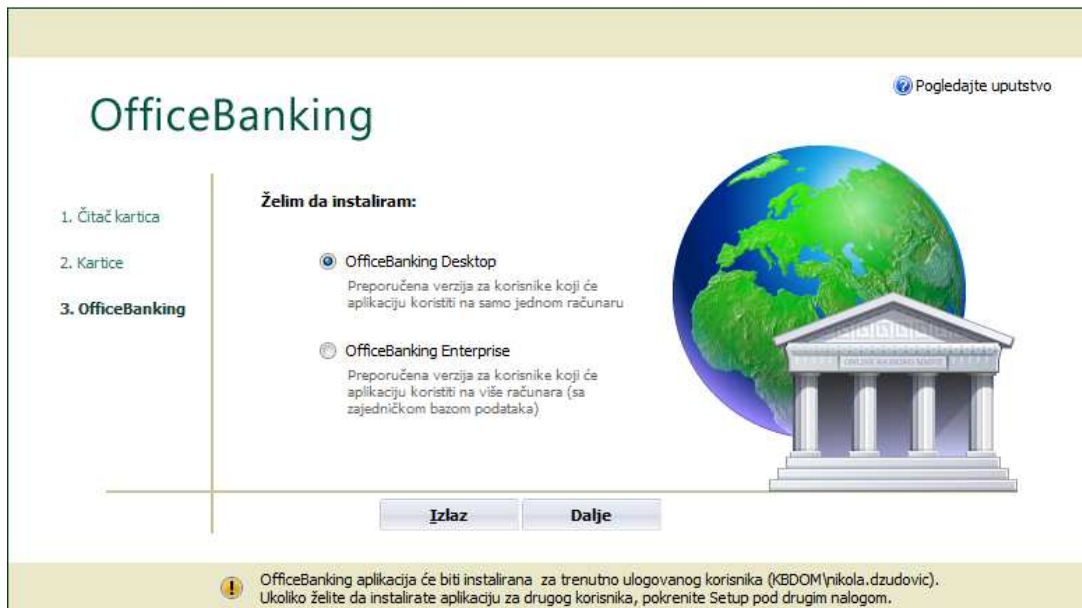 Pogledajte uputstvo
OfficeBanking
1. Čitač kartica
2. Kartice
3. OfficeBanking
Želim da instaliram:
OfficeBanking Desktop
Preporučena verzija za korisnike koji će
aplikaciju koristiti na samo jednom računaru
OfficeBanking Enterprise
Preporučena verzija za korisnike koji će
aplikaciju koristiti na više računara (sa
zajedničkom bazom podataka)
Izlaz
Dalje
OfficeBanking aplikacija će biti instalirana za trenutno ulogovanog korisnika (KBDOM\nikola.dzudovic).
Ukoliko želite da instalirate aplikaciju za drugog korisnika, pokrenite Setup pod drugim nalogom.